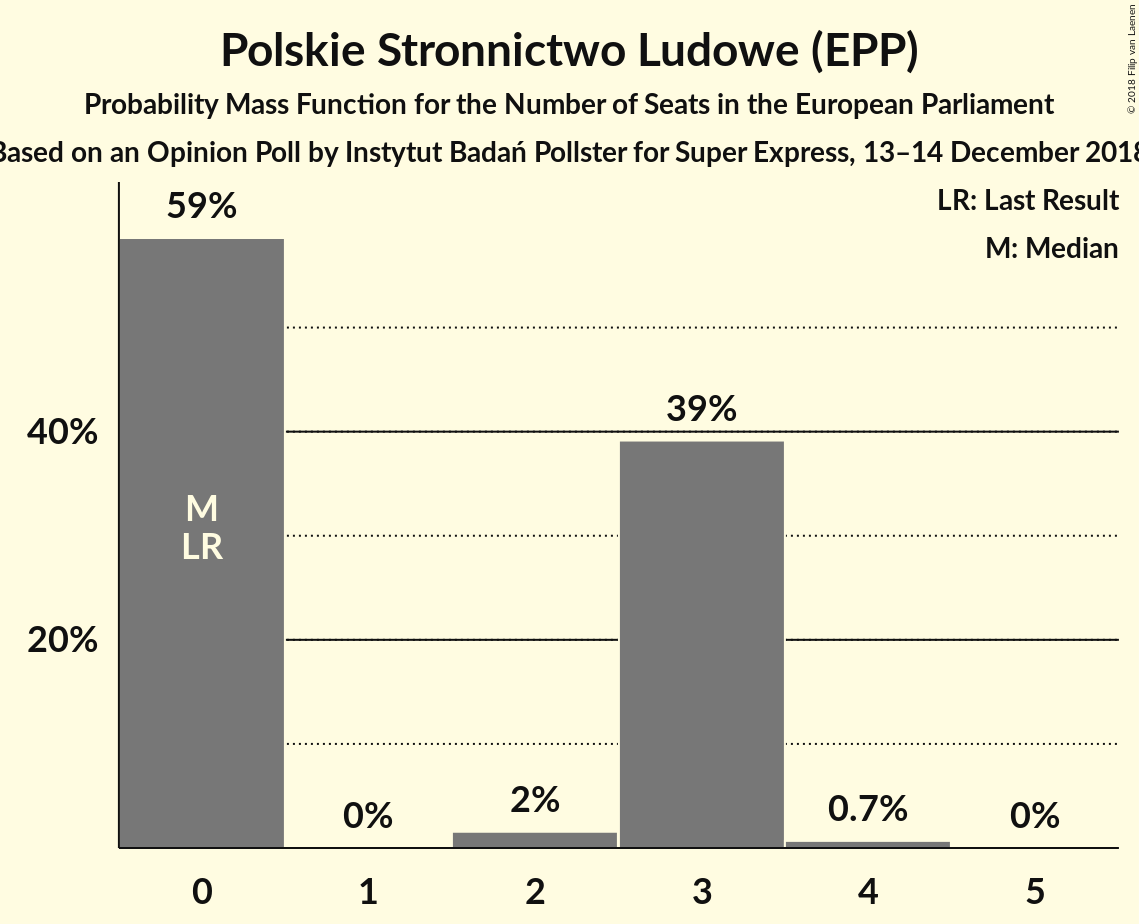 Polskie Stronnictwo Ludowe (EPP)
Probability Mass Function for the Number of Seats in the European Parliament
Based on an Opinion Poll by Instytut Badań Pollster for Super Express, 13–14 December 2018
© 2018 Filip van Laenen
LR: Last Result
M: Median
59%
39%
40%
M
LR
20%
2%
0.7%
0%
0%
0 1 2 3 4 5